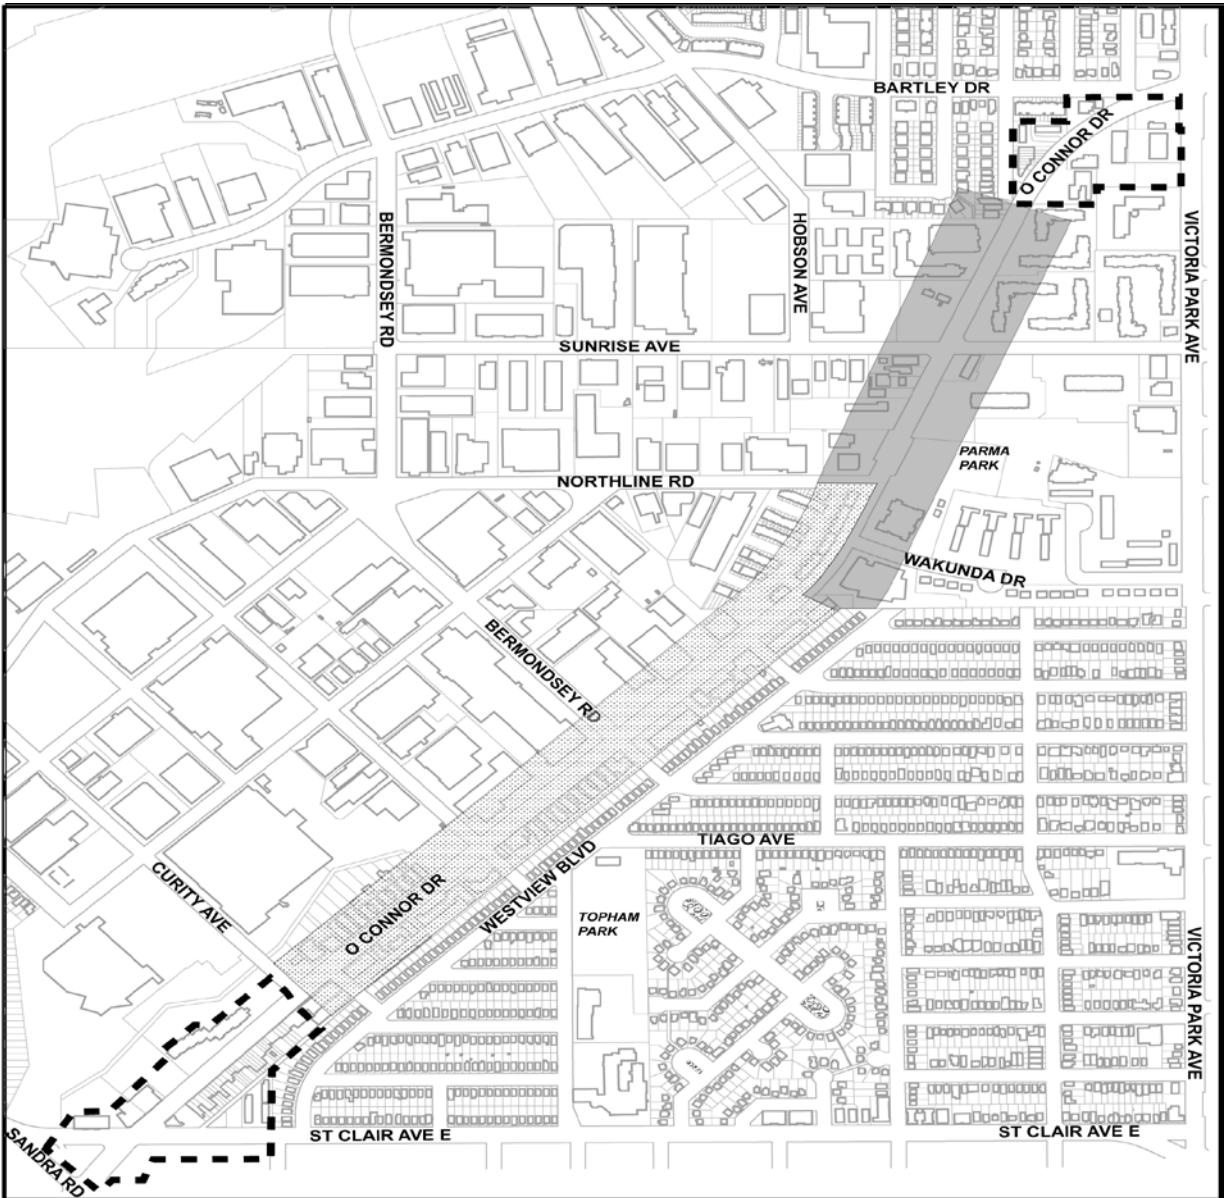 BARTLEY DR
O CONNOR DR
BERMONDSEY RD
HOBSON AVE
VICTORIA PARK AVE
SUNRISE AVE
PARMA
PARK
NORTHLINE RD
WAKUNDA DR
BERMONDSEY RD
TIAGO AVE
CURITY AVE
O CONNOR DR
WESTVIEW BLVD
TOPHAM
PARK
VICTORIA PARK AVE
SANDRA RD
ST CLAIR AVE E
ST CLAIR AVE E